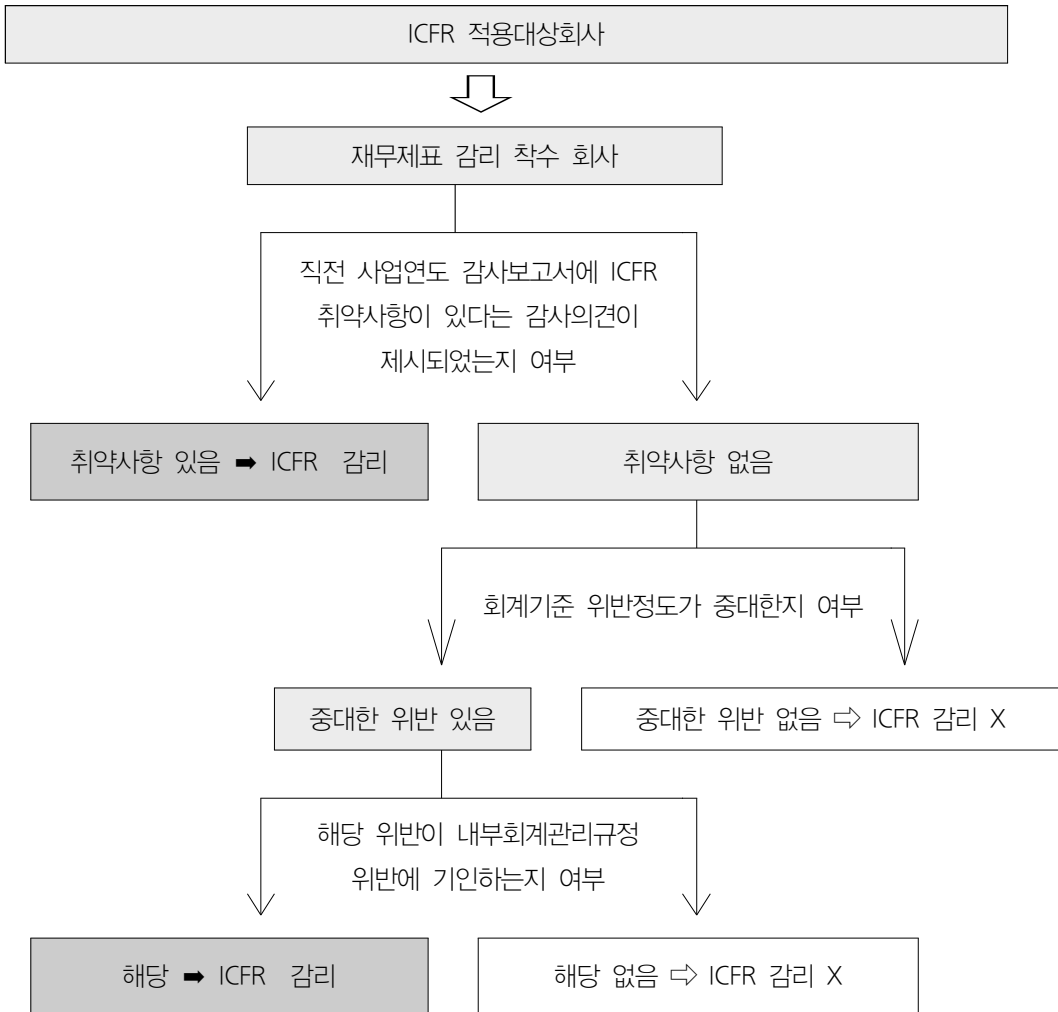 ICFR 적용대상회사
재무제표 감리 착수 회사
직전 사업연도 감사보고서에 ICFR
취약사항이 있다는 감사의견이
제시되었는지 여부
취약사항 있음 ➡ ICFR 감리
취약사항 없음
회계기준 위반정도가 중대한지 여부
중대한 위반 있음
중대한 위반 없음 ⇨ ICFR 감리 X
해당 위반이 내부회계관리규정
위반에 기인하는지 여부
해당 ➡ ICFR 감리
해당 없음 ⇨ ICFR 감리 X